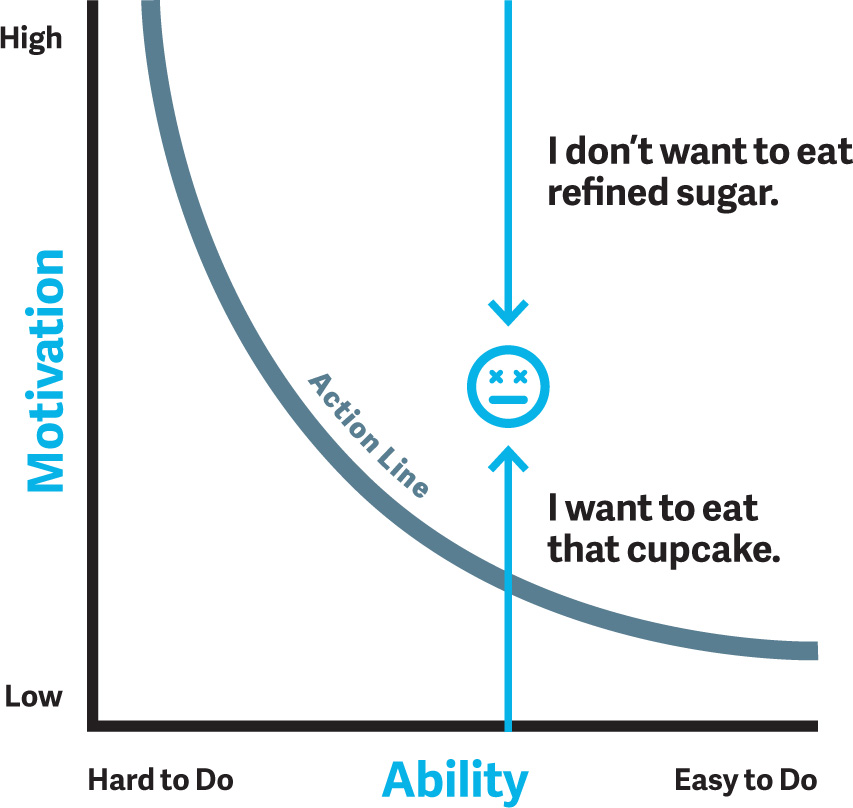 High
I don’t want to eat
refined sugar.
Motivation
Action Line
I want to eat
that cupcake.
Low
Hard to Do
Ability
Easy to Do